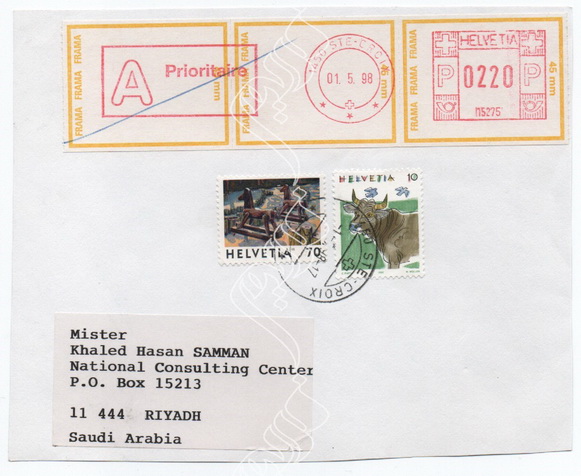 FRAMA FRAMA FRAMA
A Prioritaire
mm
FRAMA FRAMA FRAMA
1450 STE-CROIX
01. 5. 98
45 mm
FRAMA FRAMA FRAMA
HELVETIA
P 0220 P
M5275
45 mm
HELVETIA 70
HELVETIA 10
STE-CROIX
Mister
Khaled Hasan SAMMAN
National Consulting Center
P.O. Box 15213
11 444 RIYADH
Saudi Arabia